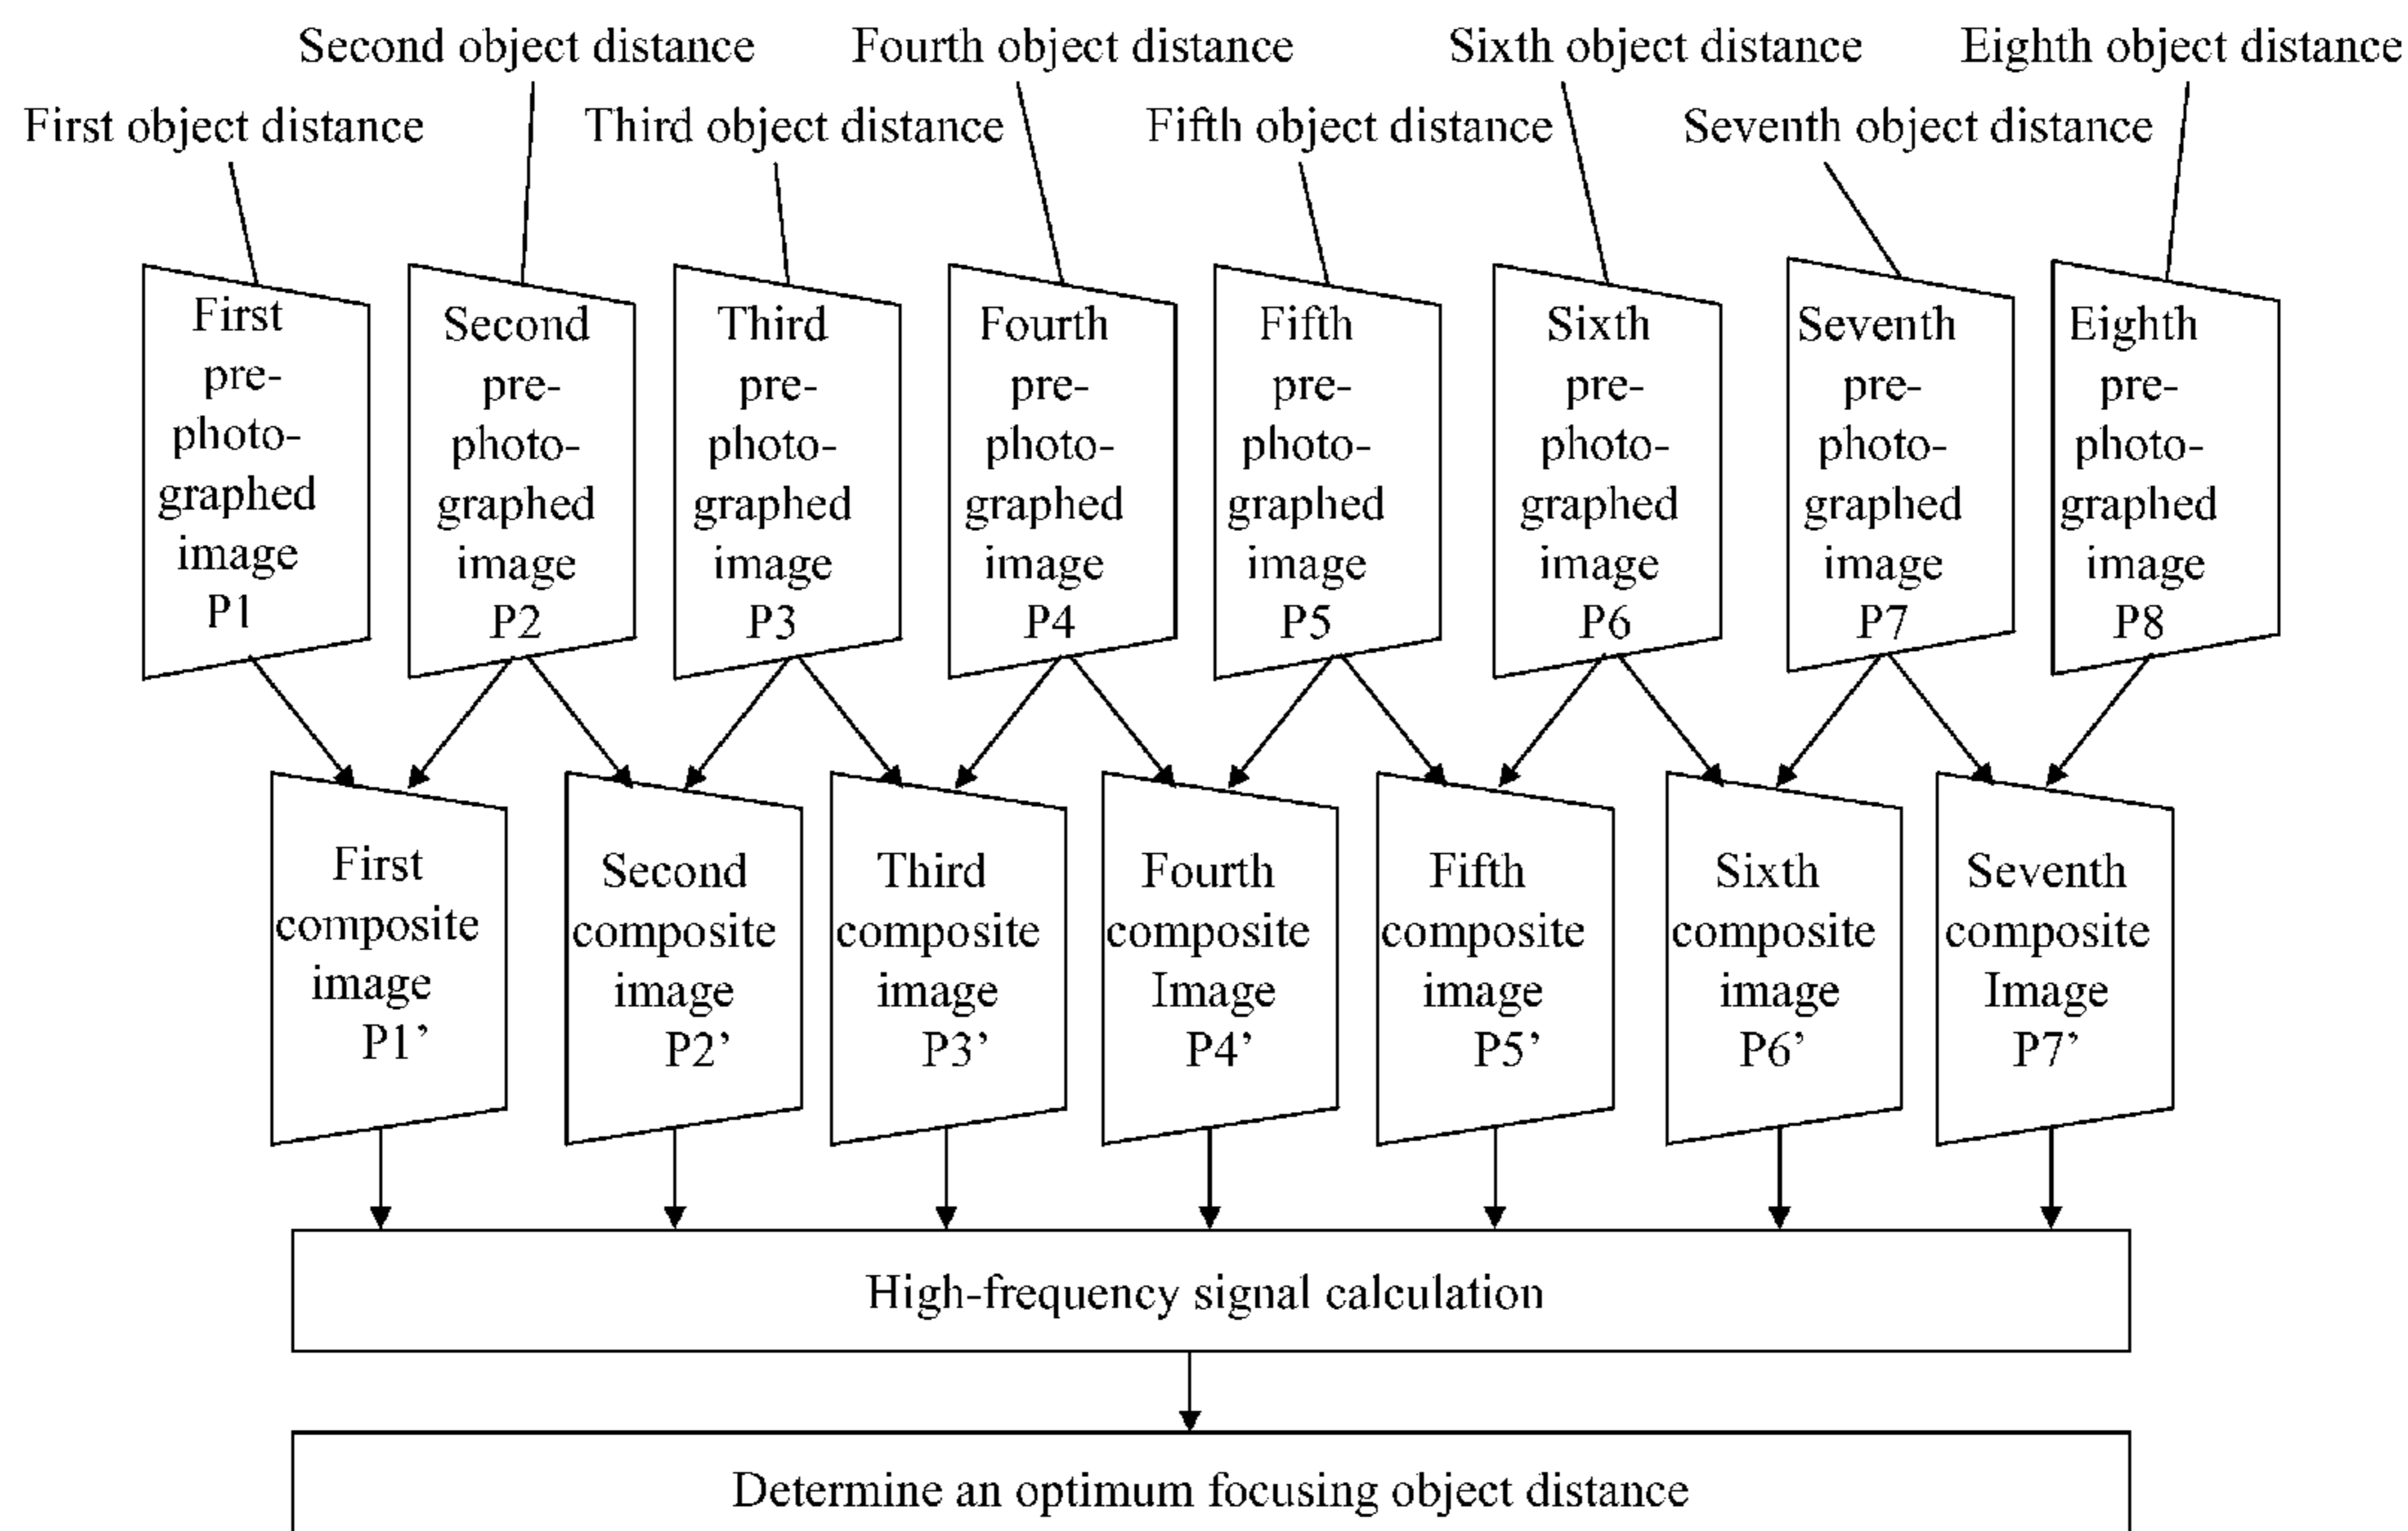 Second object distance
Fourth object distance
Sixth object distance
Eighth object distance
First object distance
Third object distance
Fifth object distance
Seventh object distance
First
pre-
photo-
graphed
image
P1
Second
pre-
photo-
graphed
image
P2
Third
pre-
photo-
graphed
image
P3
Fourth
pre-
photo-
graphed
image
P4
Fifth
pre-
photo-
graphed
image
P5
Sixth
pre-
photo-
graphed
image
P6
Seventh
pre-
photo-
graphed
image
P7
Eighth
pre-
photo-
graphed
image
P8
First
composite
image
P1’
Second
composite
image
P2’
Third
composite
image
P3’
Fourth
composite
Image
P4’
Fifth
composite
image
P5’
Sixth
composite
image
P6’
Seventh
composite
Image
P7’
High-frequency signal calculation
Determine an optimum focusing object distance